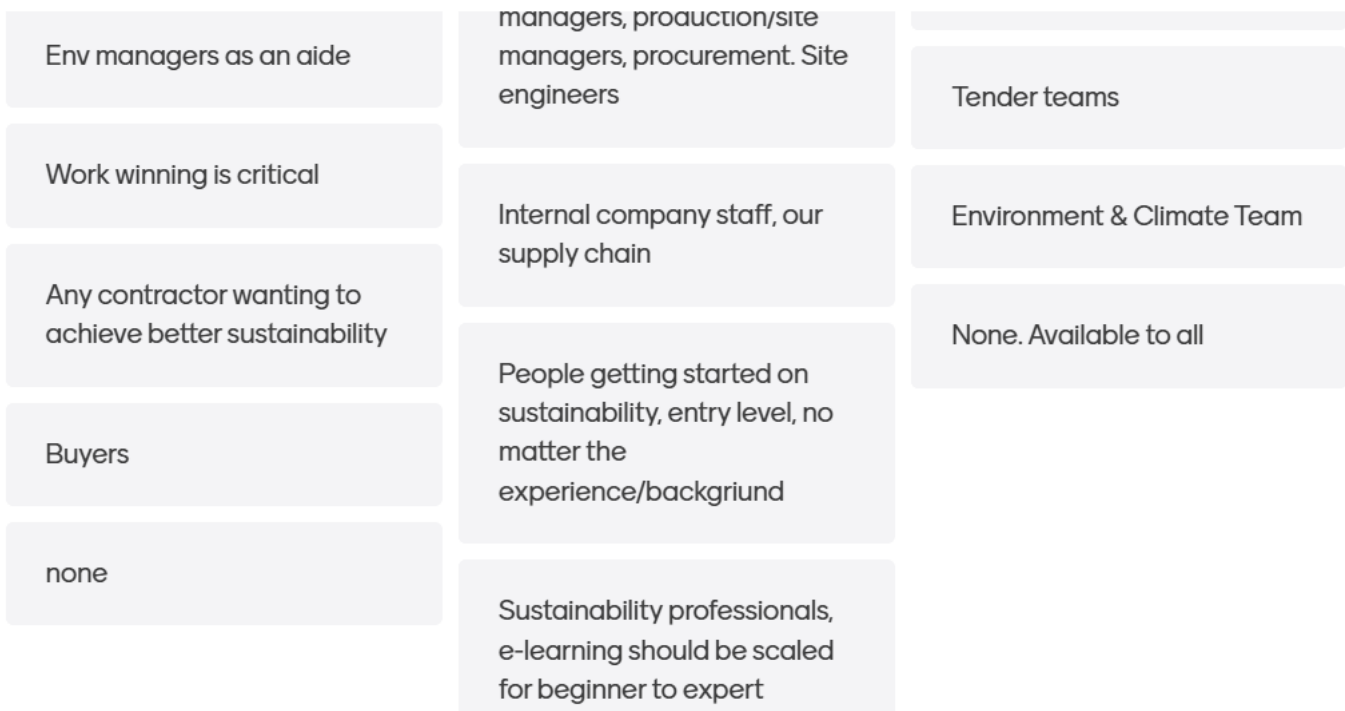 Env managers as an aide
Work winning is critical
Any contractor wanting to
achieve better sustainability
Buyers
none
managers, production/site
managers, procurement. Site
engineers
Internal company staff, our
supply chain
People getting started on
sustainability, entry level, no
matter the
experience/backgriund
Sustainability professionals,
e-learning should be scaled
for beginner to expert
Tender teams
Environment & Climate Team
None. Available to all